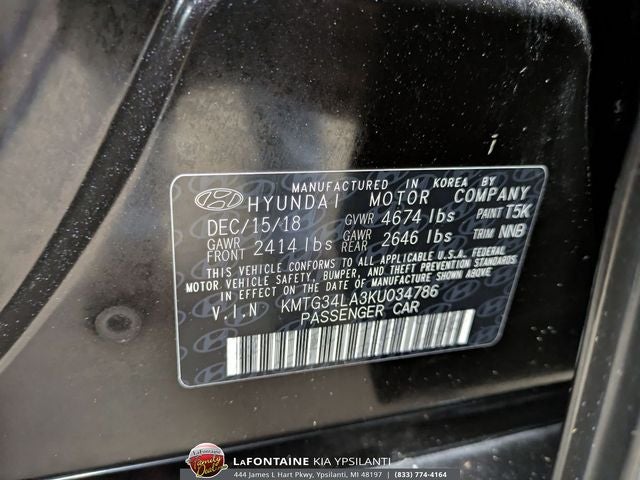 MANUFACTURED IN KOREA BY
HYUNDAI MOTOR COMPANY
DEC/15/18 GVWR 4674 lbs PAINT T5K
GAWR FRONT 2414 lbs GAWR REAR 2646 lbs TRIM NNB
THIS VEHICLE CONFORMS TO ALL APPLICABLE U.S.A. FEDERAL
MOTOR VEHICLE SAFETY, BUMPER, AND THEFT PREVENTION STANDARDS
IN EFFECT ON THE DATE OF MANUFACTURE SHOWN ABOVE.
V.I.N KMTG34LA3KU034786
PASSENGER CAR
LaFontaine Family Deal
LAFONTAINE KIA YPSILANTI
444 James L Hart Pkwy, Ypsilanti, MI 48197 (833) 774-4164